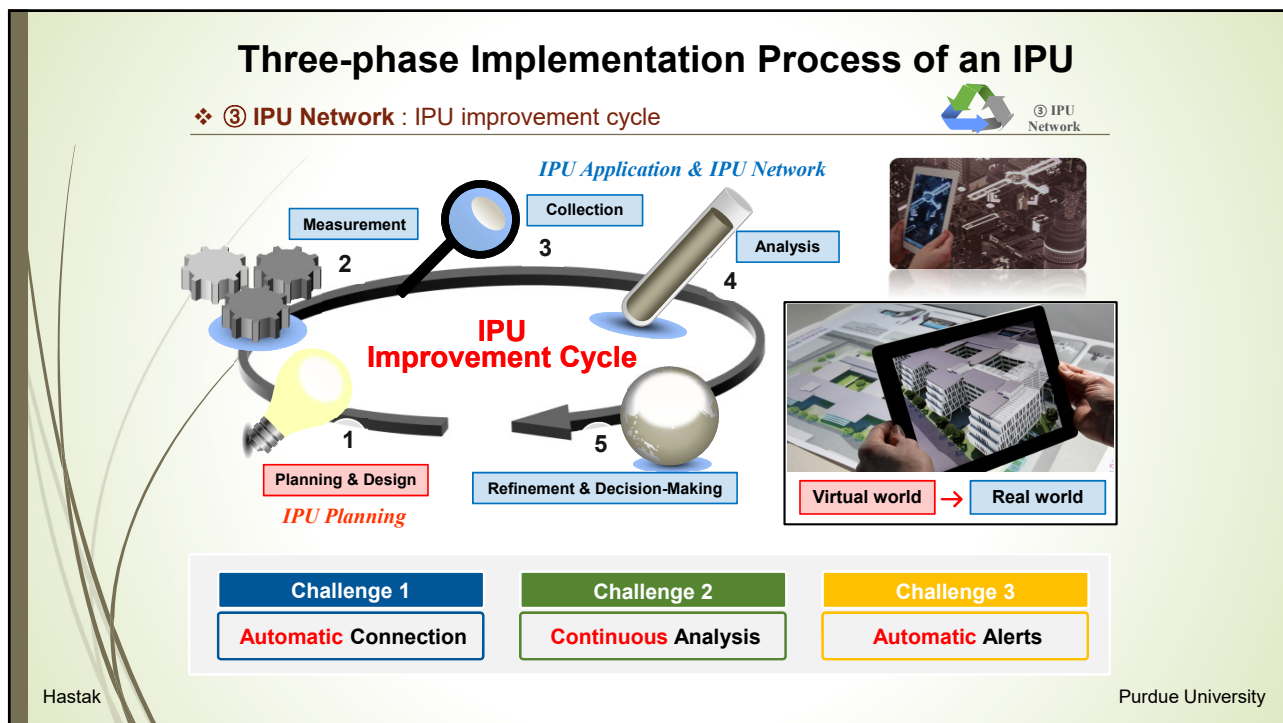 Three-phase Implementation Process of an IPU
❖ ③ IPU Network : IPU improvement cycle
③ IPU
Network
IPU Application & IPU Network
Measurement
2
Collection
3
Analysis
4
IPU
Improvement Cycle
1
Planning & Design
IPU Planning
5
Refinement & Decision-Making
Virtual world → Real world
Challenge 1
Automatic Connection
Challenge 2
Continuous Analysis
Challenge 3
Automatic Alerts
Hastak
Purdue University